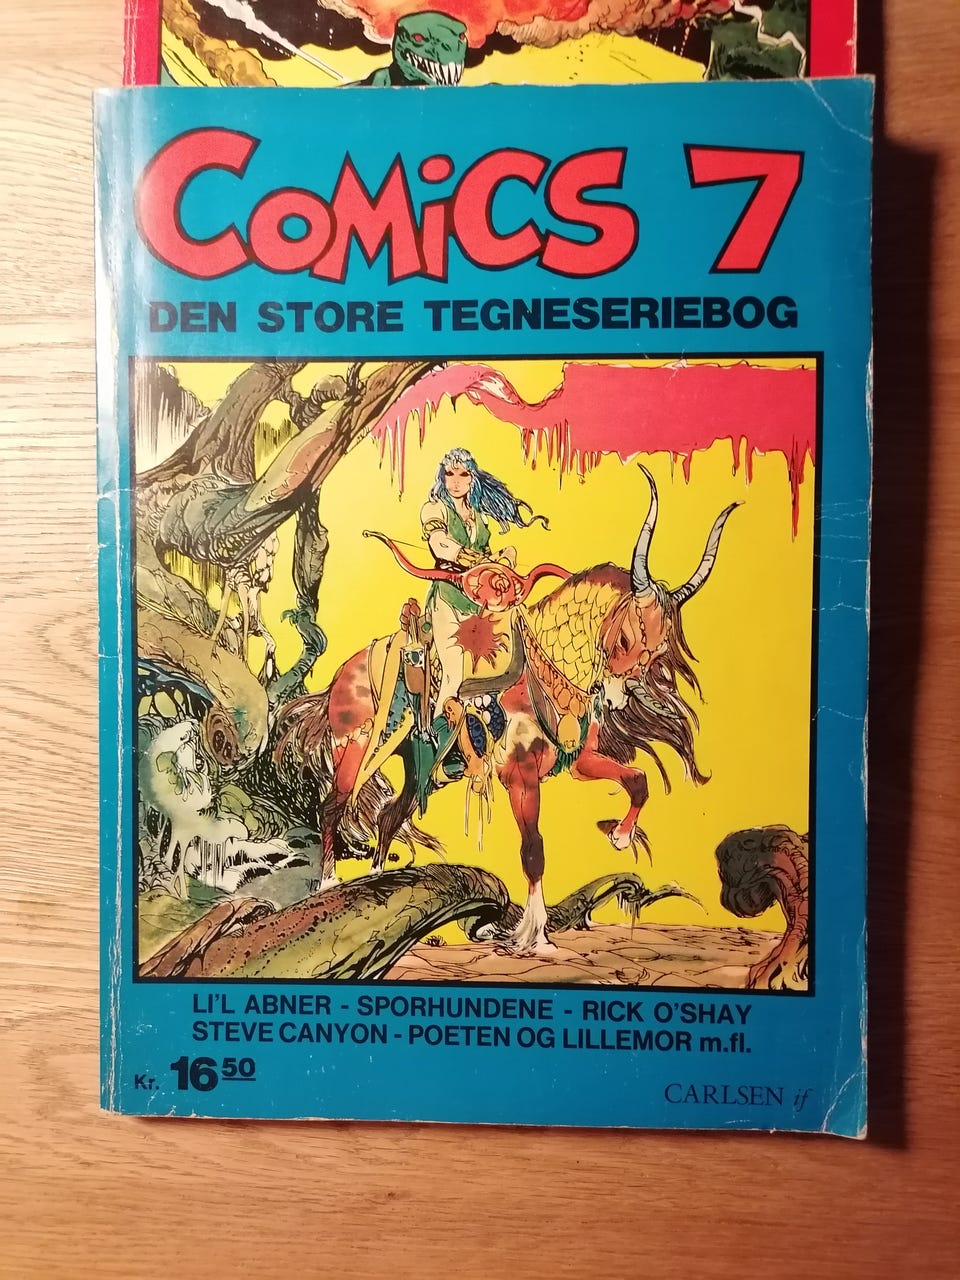 COMiCS 7
DEN STORE TEGNESERIEBOG
LI'L ABNER - SPORHUNDENE - RICK O'SHAY
STEVE CANYON - POETEN OG LILLEMOR m.fl.
Kr. 16 50
CARLSEN if